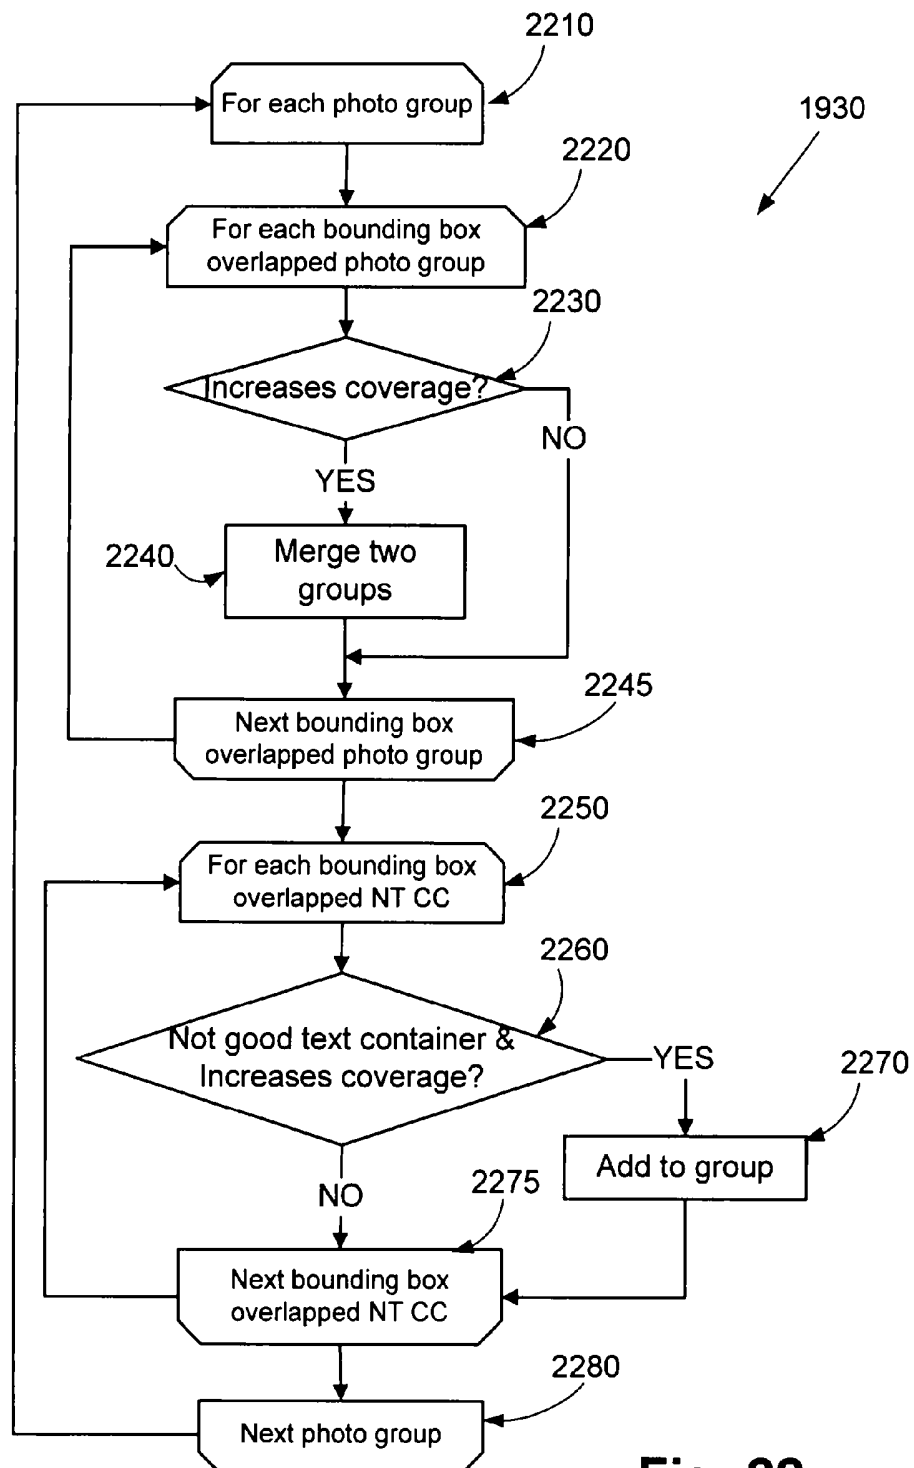 2210
For each photo group
1930
2220
For each bounding box
overlapped photo group
2230
Increases coverage?
NO
YES
2240
Merge two
groups
2245
Next bounding box
overlapped photo group
2250
For each bounding box
overlapped NT CC
2260
Not good text container &
Increases coverage?
YES
2270
Add to group
NO
2275
Next bounding box
overlapped NT CC
2280
Next photo group